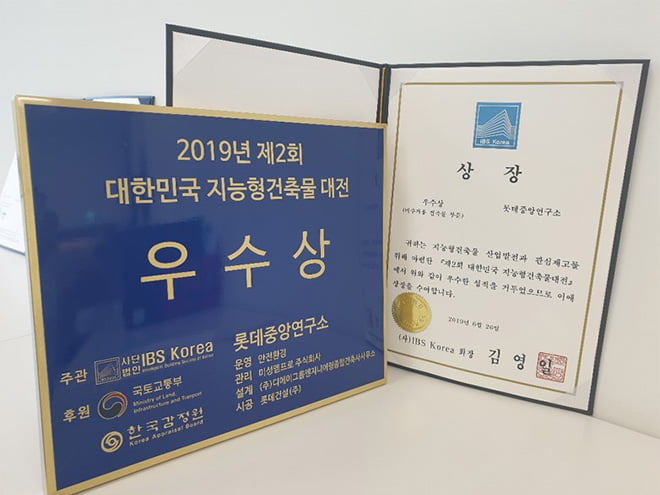 2019년 제2회
대한민국 지능형건축물 대전
우수상
주관 사단법인 IBS Korea
Intelligent Building Society of Korea
후원 국토교통부
Ministry of Land,
Infrastructure and Transport
한국감정원
Korea Appraisal Board
롯데중앙연구소
운영 안전환경
관리 미성엠프로 주식회사
설계 (주)디에이그룹엔지니어링종합건축사사무소
시공 롯데건설(주)
IBS Korea
상 장
우수상 롯데중앙연구소
(비주거용 건축물 부문)
귀하는 지능형건축물 산업발전과 관심제고를
위해 마련한 『제2회 대한민국 지능형건축물대전』
에서 위와 같이 우수한 성적을 거두었으므로 이에
상장을 수여합니다.
2019년 6월 26일
(사)IBS Korea 회장 김 영 일